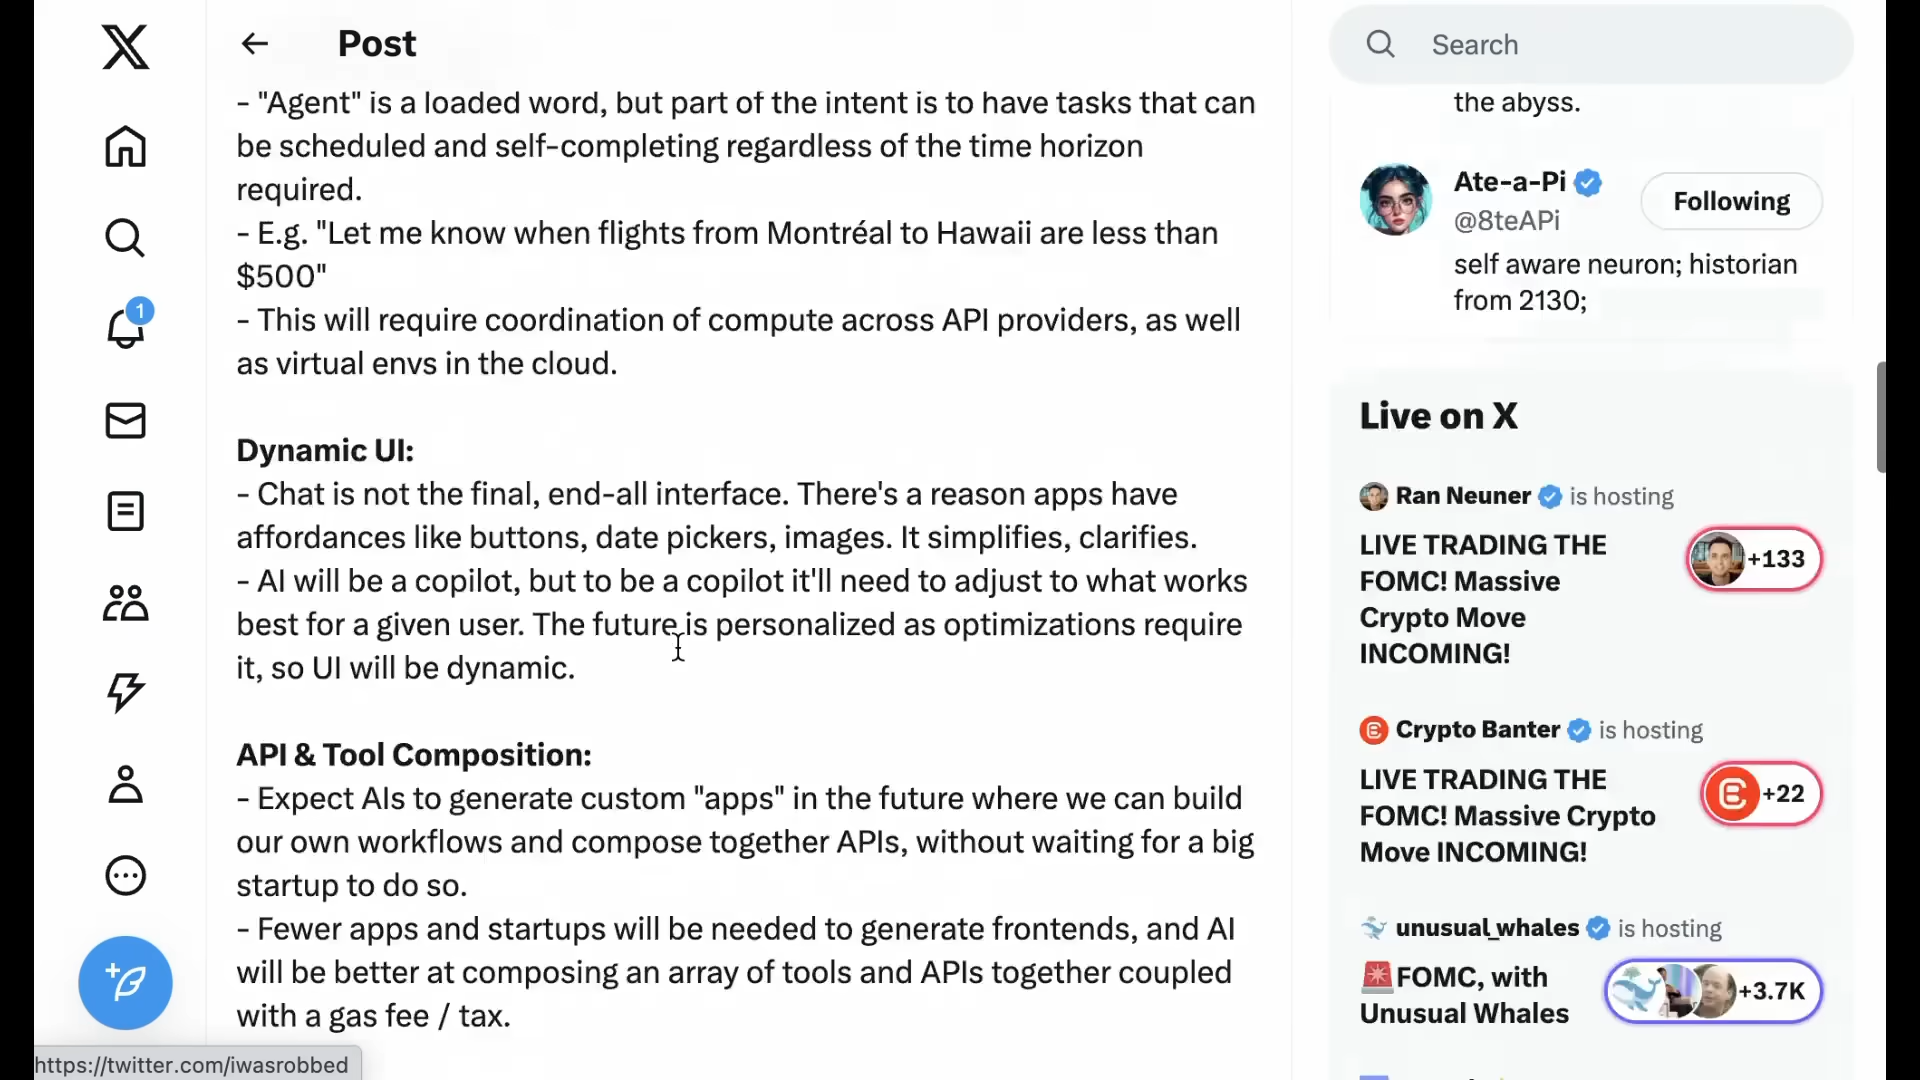 Post
- "Agent" is a loaded word, but part of the intent is to have tasks that can
be scheduled and self-completing regardless of the time horizon
required.
- E.g. "Let me know when flights from Montréal to Hawaii are less than
$500"
- This will require coordination of compute across API providers, as well
as virtual envs in the cloud.
Dynamic UI:
- Chat is not the final, end-all interface. There's a reason apps have
affordances like buttons, date pickers, images. It simplifies, clarifies.
- AI will be a copilot, but to be a copilot it'll need to adjust to what works
best for a given user. The future is personalized as optimizations require
it, so UI will be dynamic.
API & Tool Composition:
- Expect AIs to generate custom "apps" in the future where we can build
our own workflows and compose together APIs, without waiting for a big
startup to do so.
- Fewer apps and startups will be needed to generate frontends, and AI
will be better at composing an array of tools and APIs together coupled
with a gas fee / tax.
1
https://twitter.com/iwasrobbed
Search
the abyss.
Ate-a-Pi
@8teAPi
Following
self aware neuron; historian
from 2130;
Live on X
Ran Neuner is hosting
LIVE TRADING THE
FOMC! Massive
Crypto Move
INCOMING!
+133
Crypto Banter is hosting
LIVE TRADING THE
FOMC! Massive Crypto
Move INCOMING!
+22
unusual_whales is hosting
🚨FOMC, with
Unusual Whales
+3.7K